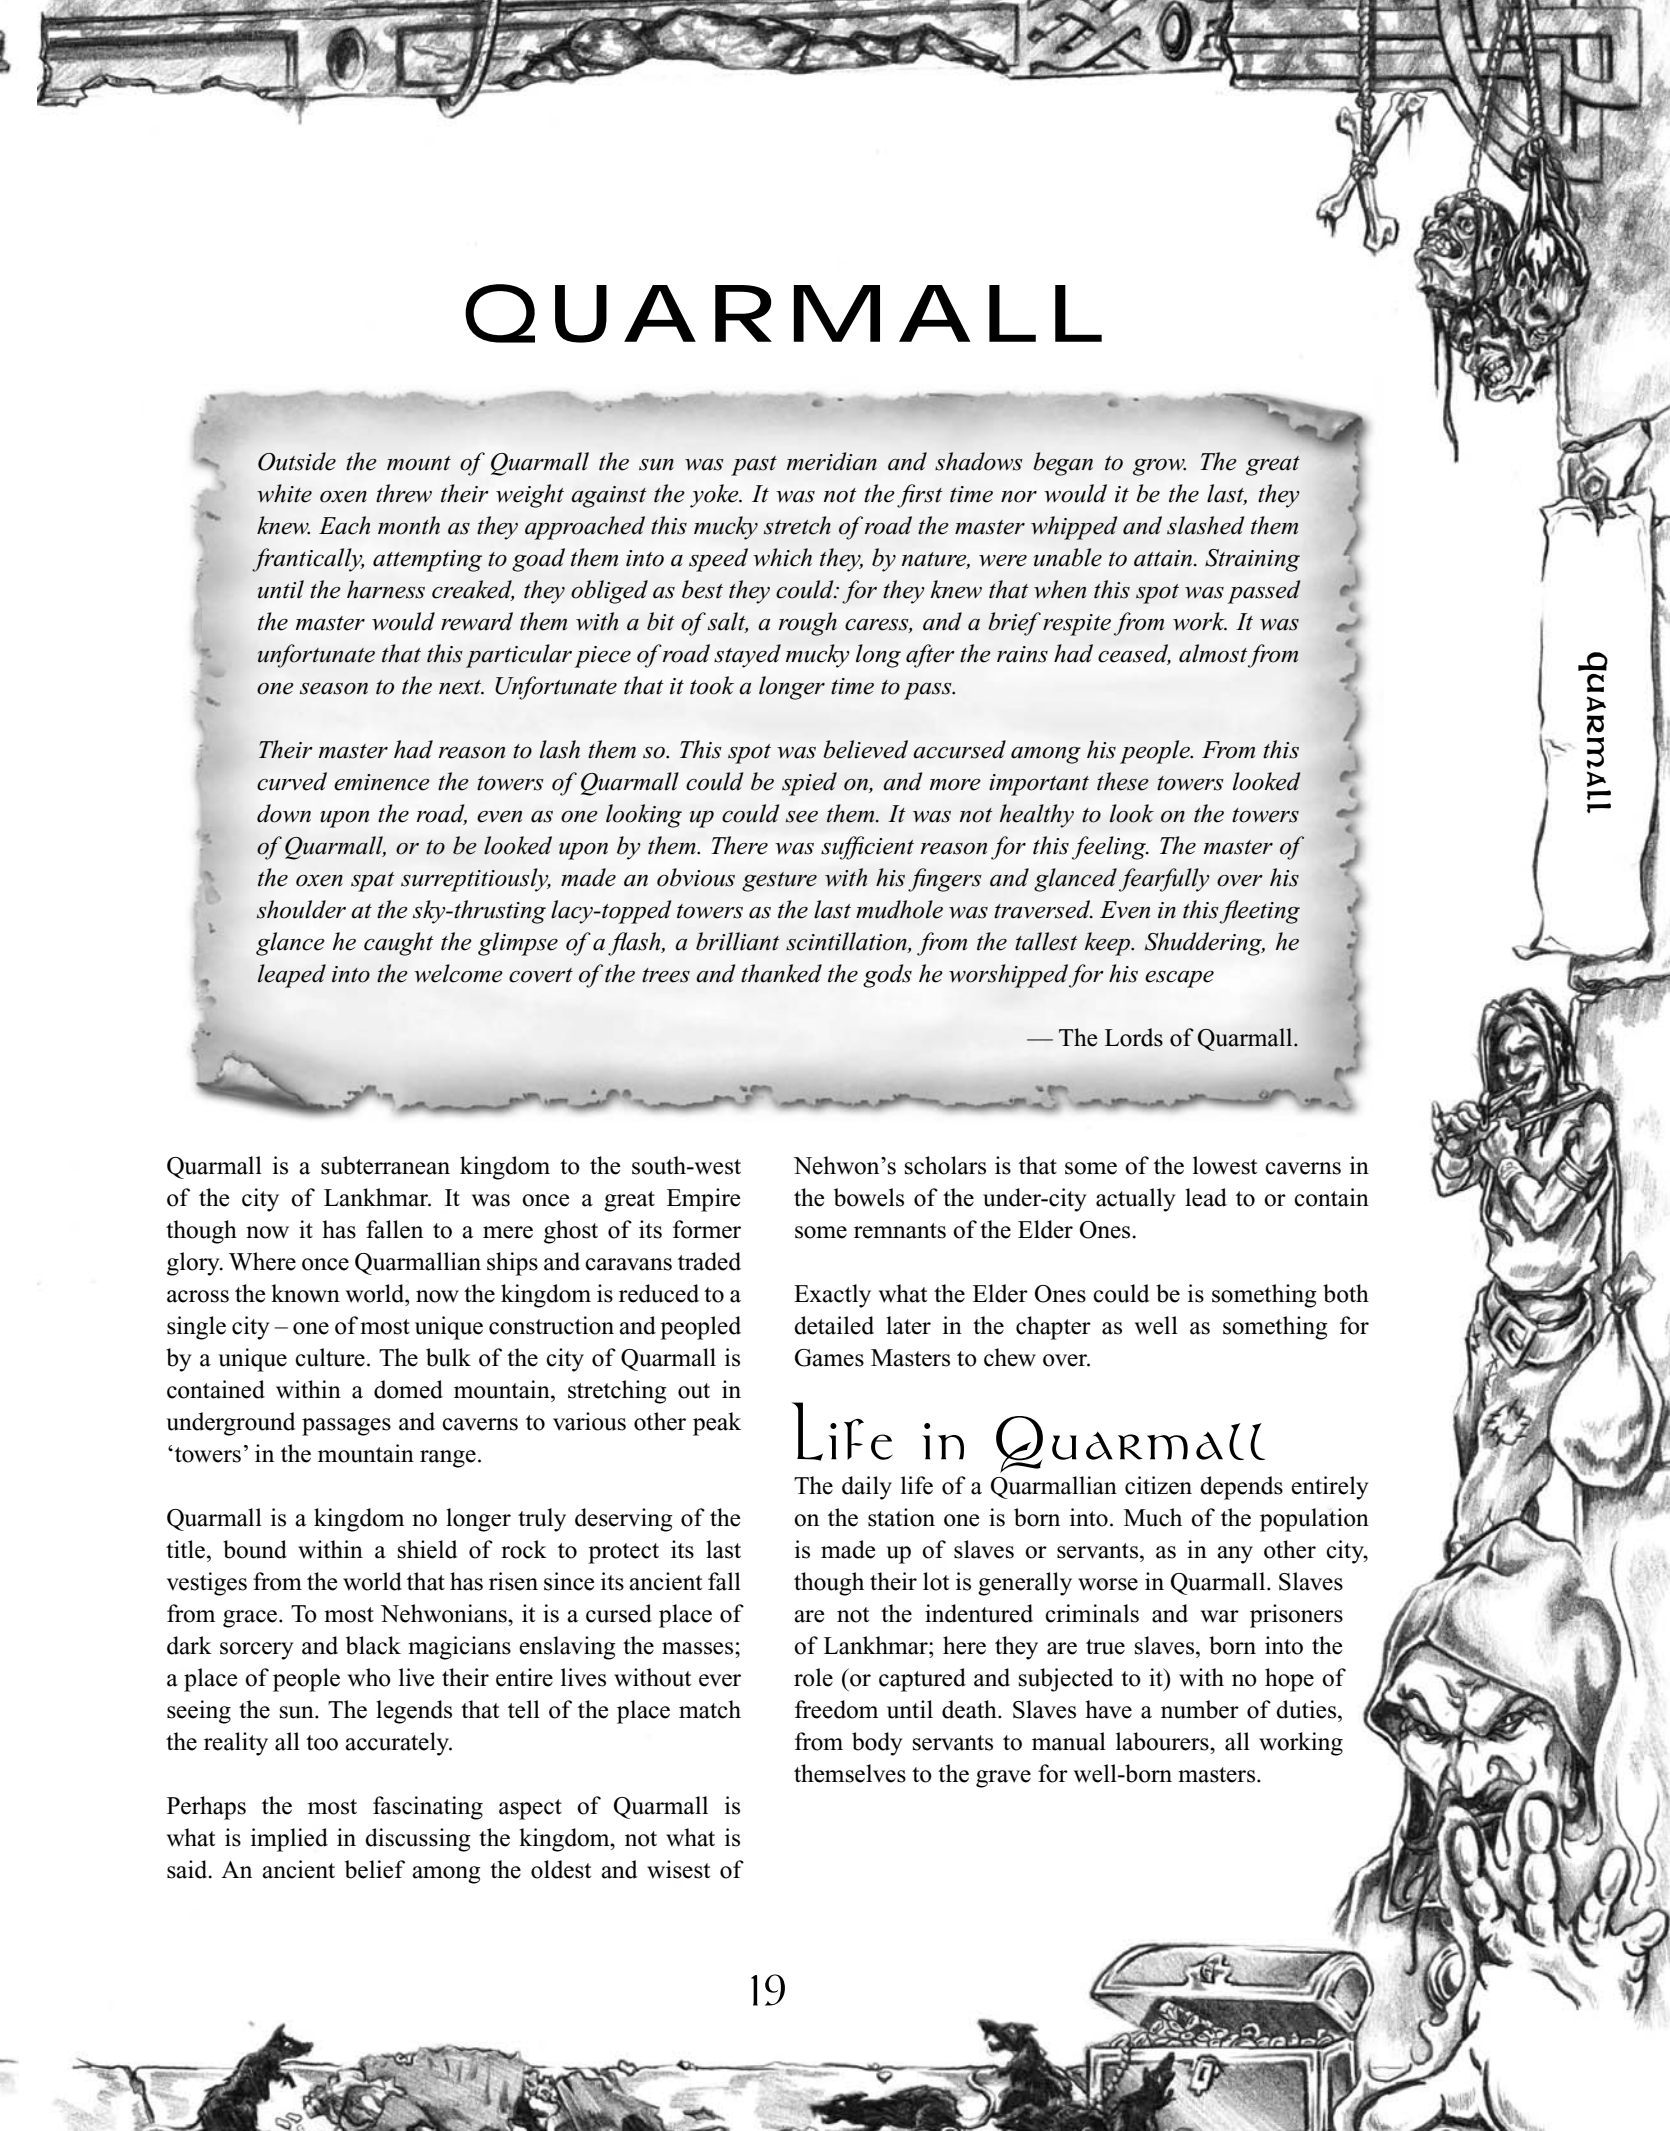 QUARMALL
Outside the mount of Quarmall the sun was past meridian and shadows began to grow. The great
white oxen threw their weight against the yoke. It was not the first time nor would it be the last, they
knew. Each month as they approached this mucky stretch of road the master whipped and slashed them
frantically, attempting to goad them into a speed which they, by nature, were unable to attain. Straining
until the harness creaked, they obliged as best they could: for they knew that when this spot was passed
the master would reward them with a bit of salt, a rough caress, and a brief respite from work. It was
unfortunate that this particular piece of road stayed mucky long after the rains had ceased, almost from
one season to the next. Unfortunate that it took a longer time to pass.
Their master had reason to lash them so. This spot was believed accursed among his people. From this
curved eminence the towers of Quarmall could be spied on, and more important these towers looked
down upon the road, even as one looking up could see them. It was not healthy to look on the towers
of Quarmall, or to be looked upon by them. There was sufficient reason for this feeling. The master of
the oxen spat surreptitiously, made an obvious gesture with his fingers and glanced fearfully over his
shoulder at the sky-thrusting lacy-topped towers as the last mudhole was traversed. Even in this fleeting
glance he caught the glimpse of a flash, a brilliant scintillation, from the tallest keep. Shuddering, he
leaped into the welcome covert of the trees and thanked the gods he worshipped for his escape
— The Lords of Quarmall.
Quarmall is a subterranean kingdom to the south-west
of the city of Lankhmar. It was once a great Empire
though now it has fallen to a mere ghost of its former
glory. Where once Quarmallian ships and caravans traded
across the known world, now the kingdom is reduced to a
single city – one of most unique construction and peopled
by a unique culture. The bulk of the city of Quarmall is
contained within a domed mountain, stretching out in
underground passages and caverns to various other peak
‘towers’ in the mountain range.
Quarmall is a kingdom no longer truly deserving of the
title, bound within a shield of rock to protect its last
vestiges from the world that has risen since its ancient fall
from grace. To most Nehwonians, it is a cursed place of
dark sorcery and black magicians enslaving the masses;
a place of people who live their entire lives without ever
seeing the sun. The legends that tell of the place match
the reality all too accurately.
Perhaps the most fascinating aspect of Quarmall is
what is implied in discussing the kingdom, not what is
said. An ancient belief among the oldest and wisest of
Nehwon’s scholars is that some of the lowest caverns in
the bowels of the under-city actually lead to or contain
some remnants of the Elder Ones.
Exactly what the Elder Ones could be is something both
detailed later in the chapter as well as something for
Games Masters to chew over.
Life in Quarmall
The daily life of a Quarmallian citizen depends entirely
on the station one is born into. Much of the population
is made up of slaves or servants, as in any other city,
though their lot is generally worse in Quarmall. Slaves
are not the indentured criminals and war prisoners
of Lankhmar; here they are true slaves, born into the
role (or captured and subjected to it) with no hope of
freedom until death. Slaves have a number of duties,
from body servants to manual labourers, all working
themselves to the grave for well-born masters.
quarmall
19